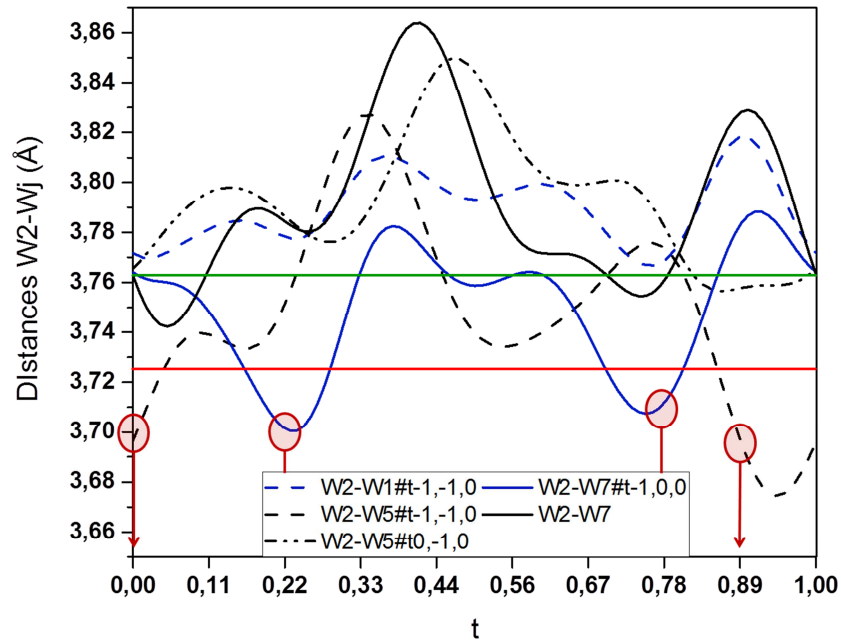 3,86
3,84
3,82
3,80
3,78
3,76
3,74
3,72
3,70
3,68
3,66
DIstances W2-Wj (Å)
W2-W1#t-1,-1,0 W2-W7#t-1,0,0
W2-W5#t-1,-1,0 W2-W7
W2-W5#t0,-1,0
0,00 0,11 0,22 0,33 0,44 0,56 0,67 0,78 0,89 1,00
t